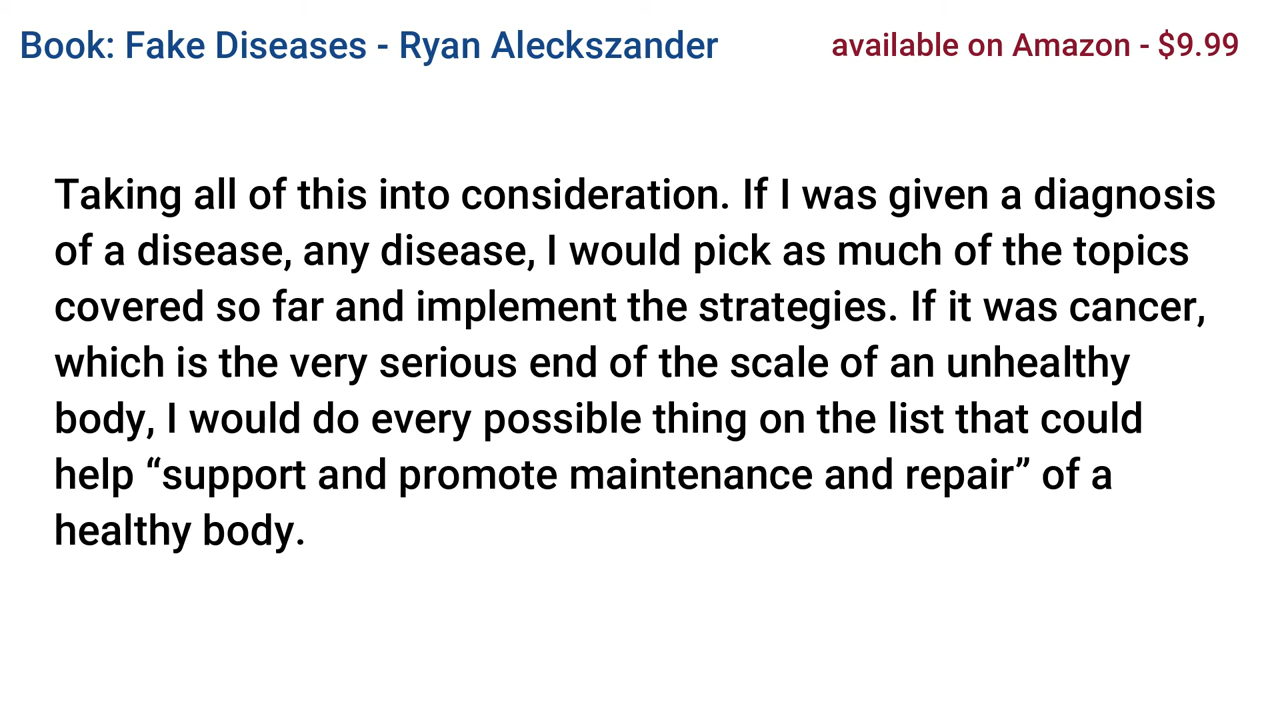 Book: Fake Diseases - Ryan Aleckszander
available on Amazon - $9.99
Taking all of this into consideration. If I was given a diagnosis
of a disease, any disease, I would pick as much of the topics
covered so far and implement the strategies. If it was cancer,
which is the very serious end of the scale of an unhealthy
body, I would do every possible thing on the list that could
help “support and promote maintenance and repair” of a
healthy body.